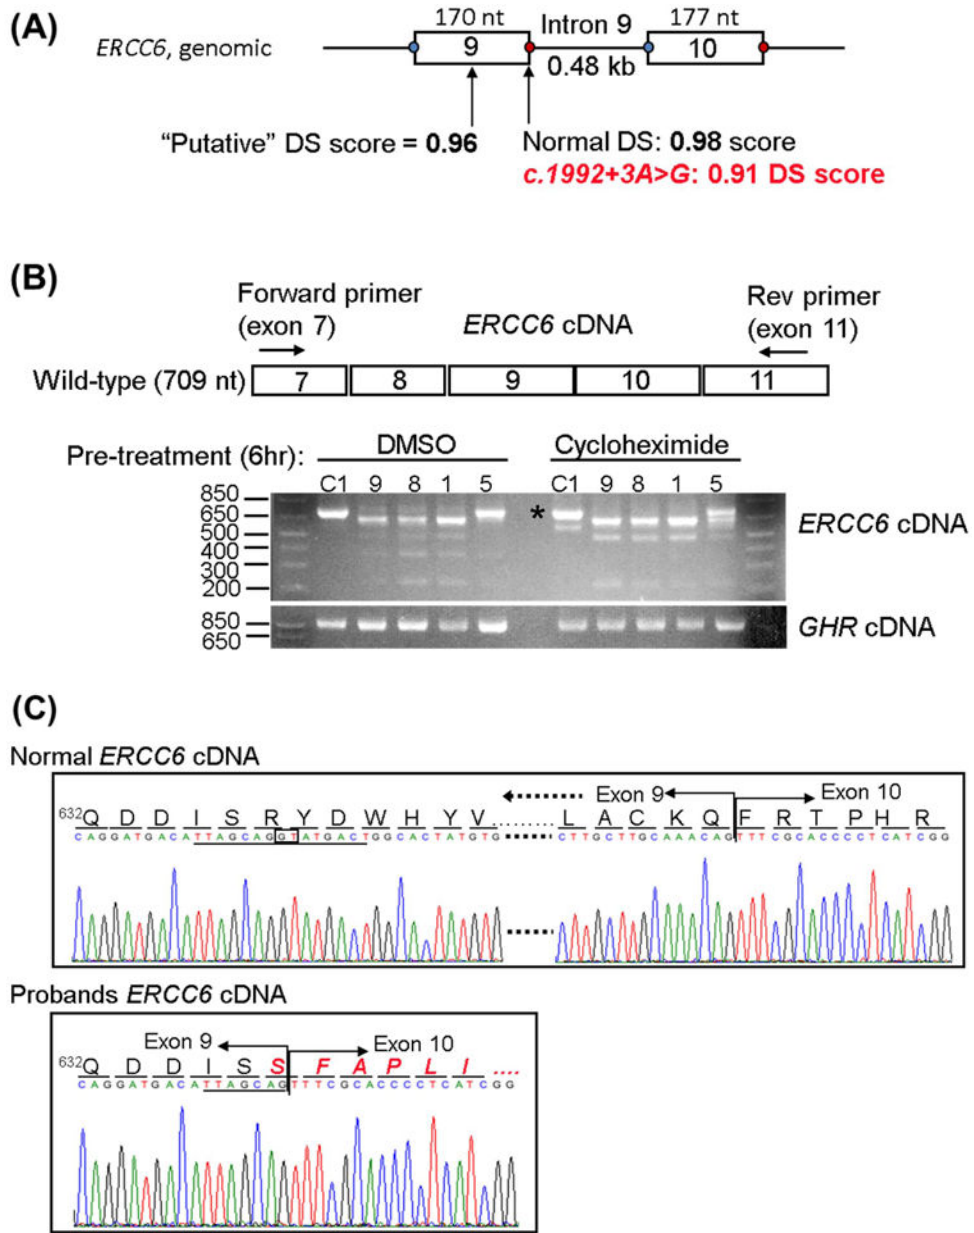 (A)
170 nt Intron 9 177 nt
ERCC6, genomic 9 0.48 kb 10
"Putative" DS score = 0.96
Normal DS: 0.98 score
c.1992+3A>G: 0.91 DS score
(B)
Forward primer
(exon 7)
ERCC6 cDNA
Rev primer
(exon 11)
Wild-type (709 nt) 7 8 9 10 11
Pre-treatment (6hr): DMSO Cycloheximide
C1 9 8 1 5 C1 9 8 1 5
850
650
500
400
300
200
*
ERCC6 cDNA
850
650
GHR cDNA
(C)
Normal ERCC6 cDNA
Exon 9 Exon 10
632 Q D D I S R Y D W H Y V ........ L A C K Q F R T P H R
CAGGATGACATTAGCAGGTATGACTGGCACTATGTG CTTGCTTGCAAACAGTTTCGCACCCCTCATCGG
Probands ERCC6 cDNA
Exon 9 Exon 10
632 Q D D I S S F A P L I ....
CAGGATGACATTAGCAGTTTCGCACCCCTCATCGG